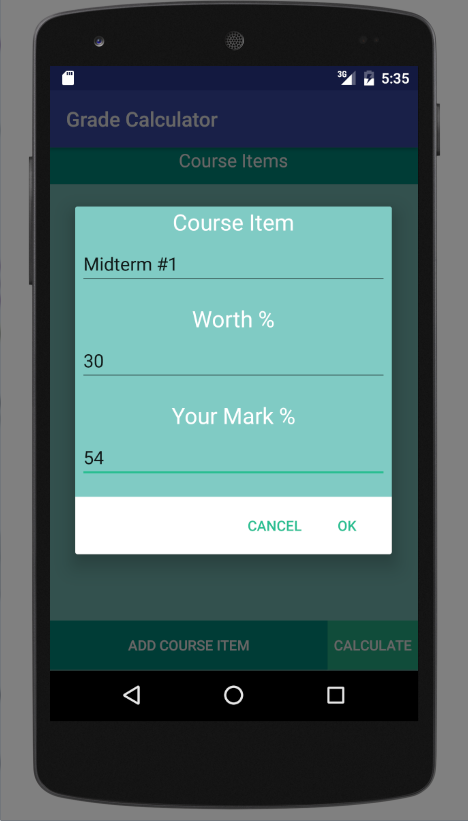 3G 5:35
Grade Calculator
Course Items
Course Item
Midterm #1
Worth %
30
Your Mark %
54
CANCEL OK
ADD COURSE ITEM CALCULATE